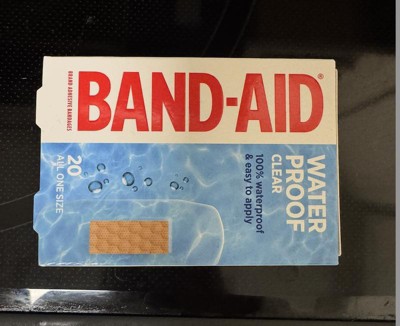 BAND-AID®
BRAND ADHESIVE BANDAGES
WATER
PROOF
CLEAR
100% waterproof
& easy to apply
20
ALL ONE SIZE